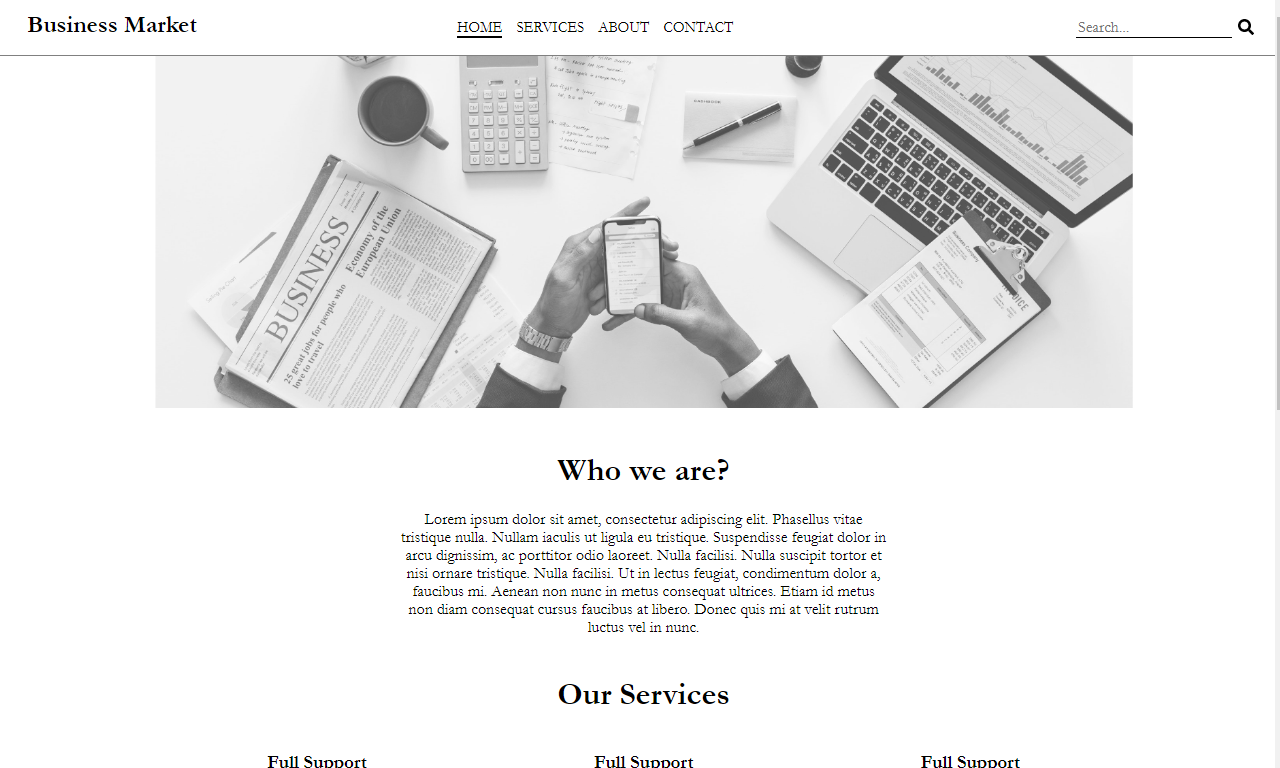 Business Market
HOME SERVICES ABOUT CONTACT
Search...
BUSINESS
Economy of the
European Union
25 great jobs for people who
love to travel
Who we are?
Lorem ipsum dolor sit amet, consectetur adipiscing elit. Phasellus vitae
tristique nulla. Nullam iaculis ut ligula eu tristique. Suspendisse feugiat dolor in
arcu dignissim, ac porttitor odio laoreet. Nulla facilisi. Nulla suscipit tortor et
nisi ornare tristique. Nulla facilisi. Ut in lectus feugiat, condimentum dolor a,
faucibus mi. Aenean non nunc in metus consequat ultrices. Etiam id metus
non diam consequat cursus faucibus at libero. Donec quis mi at velit rutrum
luctus vel in nunc.
Our Services
Full Support Full Support Full Support